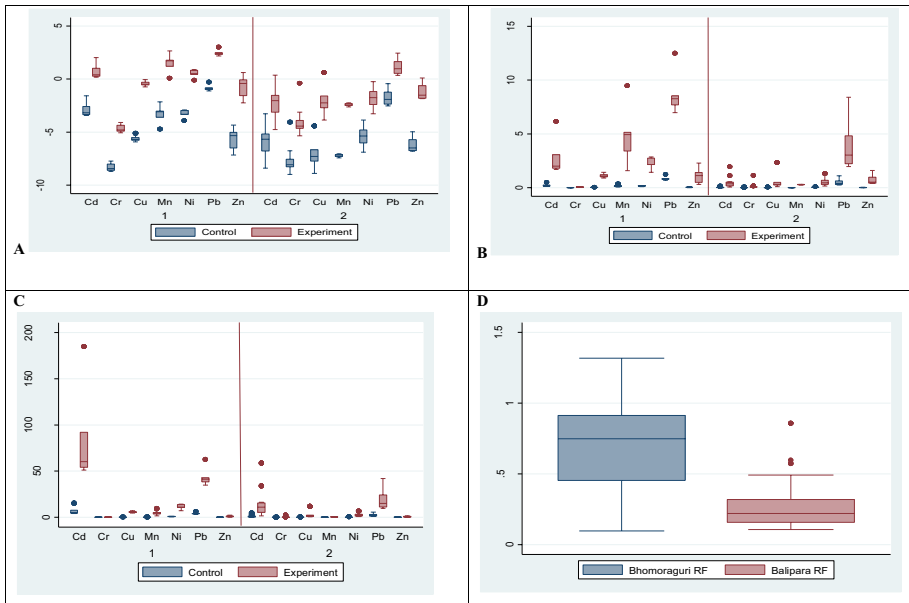 5
0
-5
-10
Cd Cr Cu Mn Ni Pb Zn Cd Cr Cu Mn Ni Pb Zn
1 2
Control Experiment
A
15
10
5
0
Cd Cr Cu Mn Ni Pb Zn Cd Cr Cu Mn Ni Pb Zn
1 2
Control Experiment
B
C
200
150
100
50
0
Cd Cr Cu Mn Ni Pb Zn Cd Cr Cu Mn Ni Pb Zn
1 2
Control Experiment
D
1.5
1
.5
0
Bhomoraguri RF Balipara RF